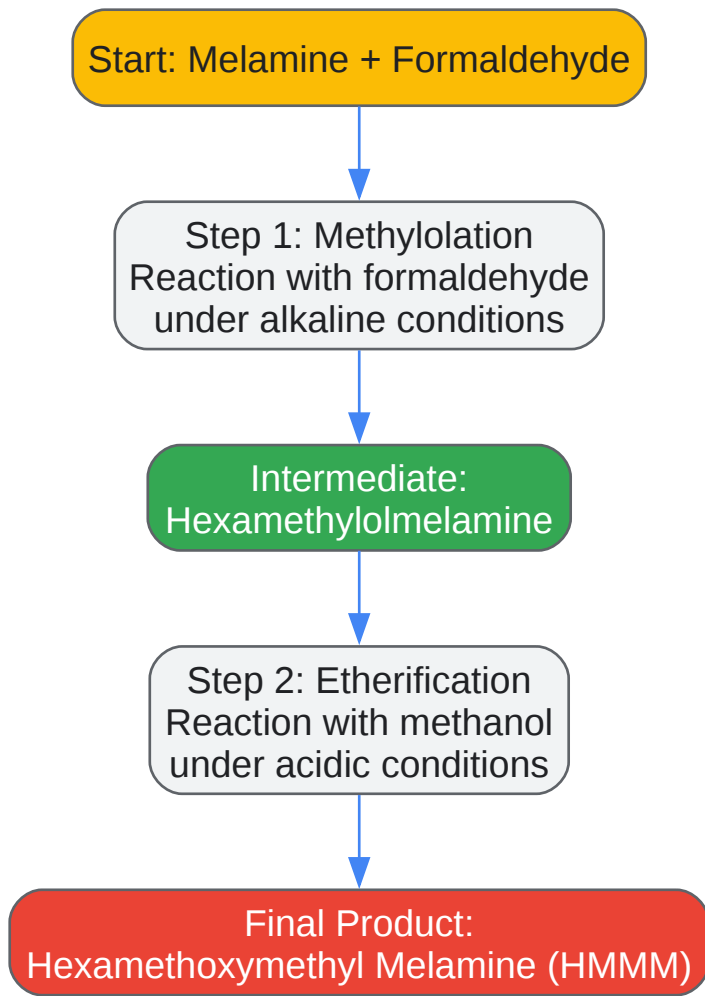 Start: Melamine + Formaldehyde
Step 1: Methylolation
Reaction with formaldehyde
under alkaline conditions
Intermediate:
Hexamethylolmelamine
Step 2: Etherification
Reaction with methanol
under acidic conditions
Final Product:
Hexamethoxymethyl Melamine (HMMM)